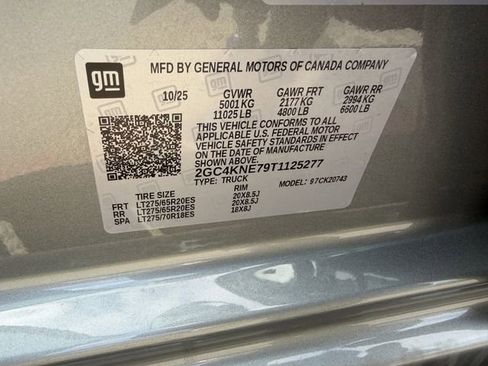 gm
MFD BY GENERAL MOTORS OF CANADA COMPANY
10/25 GVWR GAWR FRT GAWR RR
5001 KG 2177 KG 2994 KG
11025 LB 4800 LB 6600 LB
THIS VEHICLE CONFORMS TO ALL
APPLICABLE U.S. FEDERAL MOTOR
VEHICLE SAFETY STANDARDS IN EFFECT
ON THE DATE OF MANUFACTURE
SHOWN ABOVE.
2GC4KNE79T1125277
TYPE: TRUCK MODEL: 97CK20743
TIRE SIZE RIM
FRT LT275/65R20ES 20X8.5J
RR LT275/65R20ES 20X8.5J
SPA LT275/70R18ES 18X8J